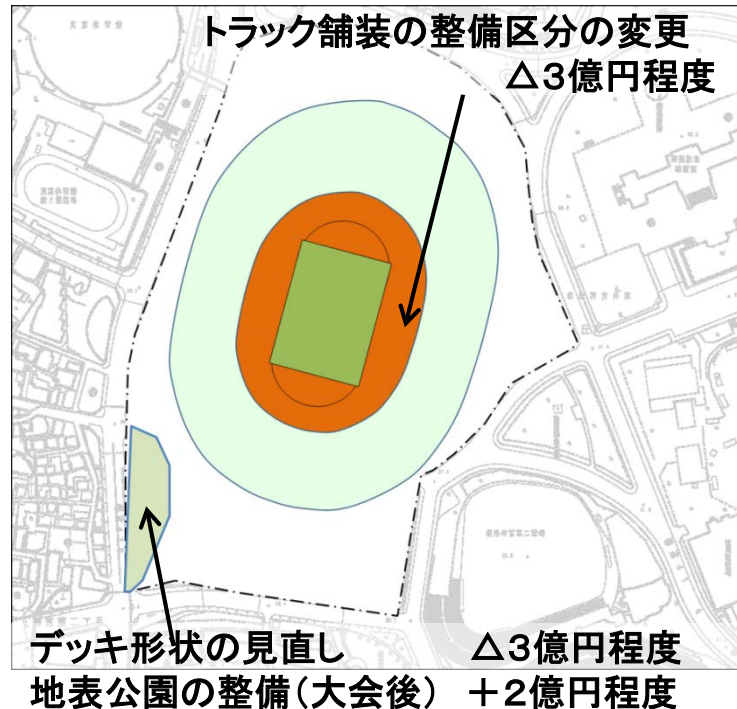 トラック舗装の整備区分の変更
△3億円程度
デッキ形状の見直し △3億円程度
地表公園の整備(大会後) +2億円程度